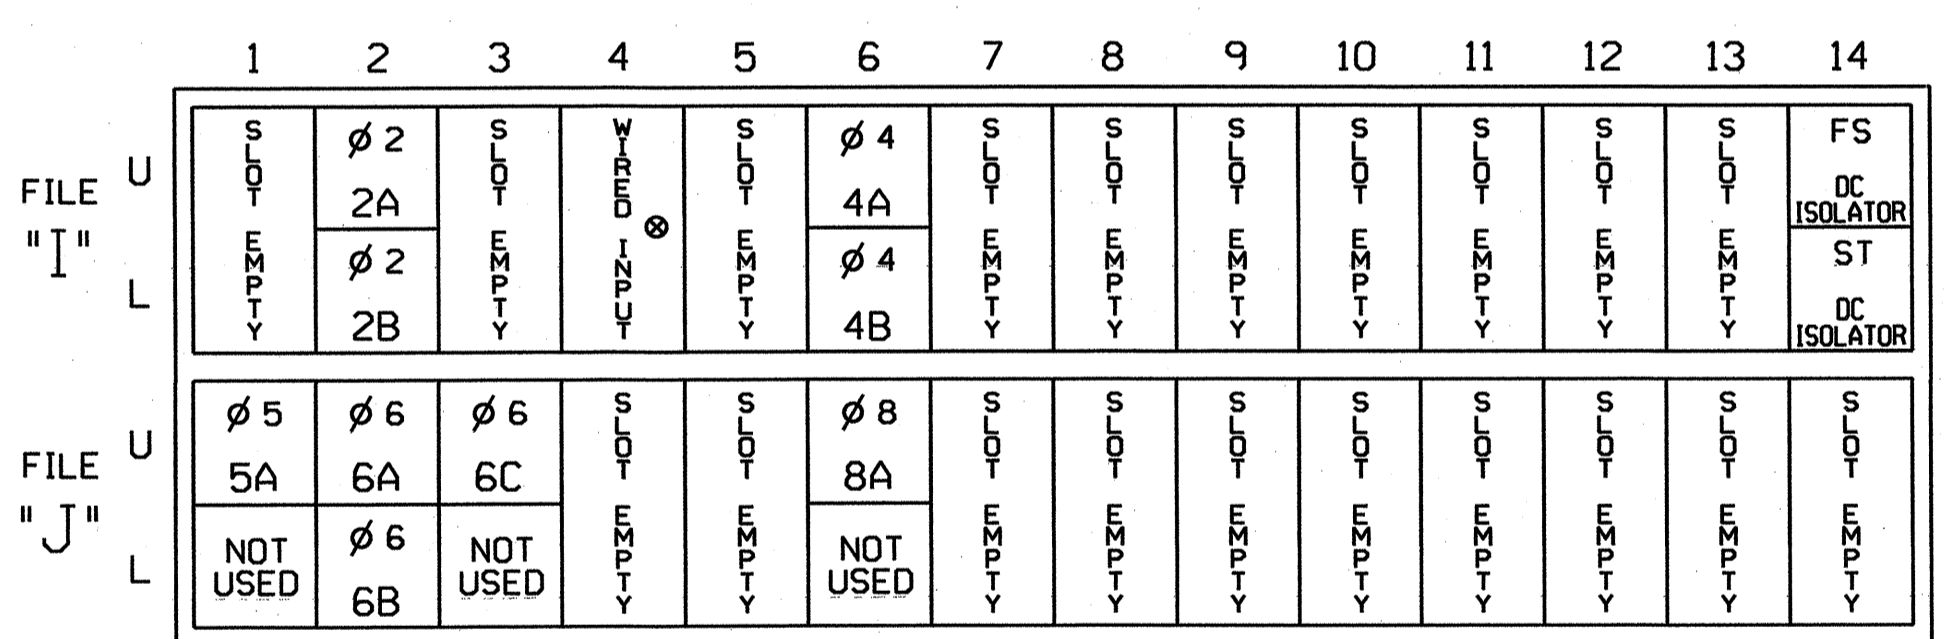 1 2 3 4 5 6 7 8 9 10 11 12 13 14
FILE "I"
U
L
SLOT EMPTY
Ø 2
2A
Ø 2
2B
SLOT EMPTY
WIRED INPUT
⊗
SLOT EMPTY
Ø 4
4A
Ø 4
4B
SLOT EMPTY
SLOT EMPTY
SLOT EMPTY
SLOT EMPTY
SLOT EMPTY
SLOT EMPTY
SLOT EMPTY
FS
DC
ISOLATOR
ST
DC
ISOLATOR
FILE "J"
U
L
Ø 5
5A
NOT
USED
Ø 6
6A
Ø 6
6B
Ø 6
6C
NOT
USED
SLOT EMPTY
SLOT EMPTY
Ø 8
8A
NOT
USED
SLOT EMPTY
SLOT EMPTY
SLOT EMPTY
SLOT EMPTY
SLOT EMPTY
SLOT EMPTY
SLOT EMPTY
SLOT EMPTY